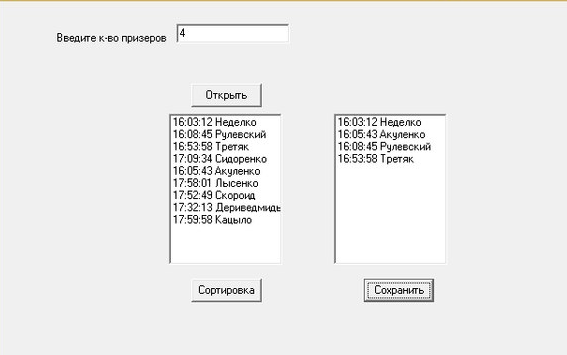 Введите к-во призеров 4
Открыть
16:03:12 Неделко
16:08:45 Рулевский
16:53:58 Третяк
17:09:34 Сидоренко
16:05:43 Акуленко
17:58:01 Лысенко
17:52:49 Скороид
17:32:13 Дериведмидь
17:59:58 Кацыло
16:03:12 Неделко
16:05:43 Акуленко
16:08:45 Рулевский
16:53:58 Третяк
Сортировка
Сохранить